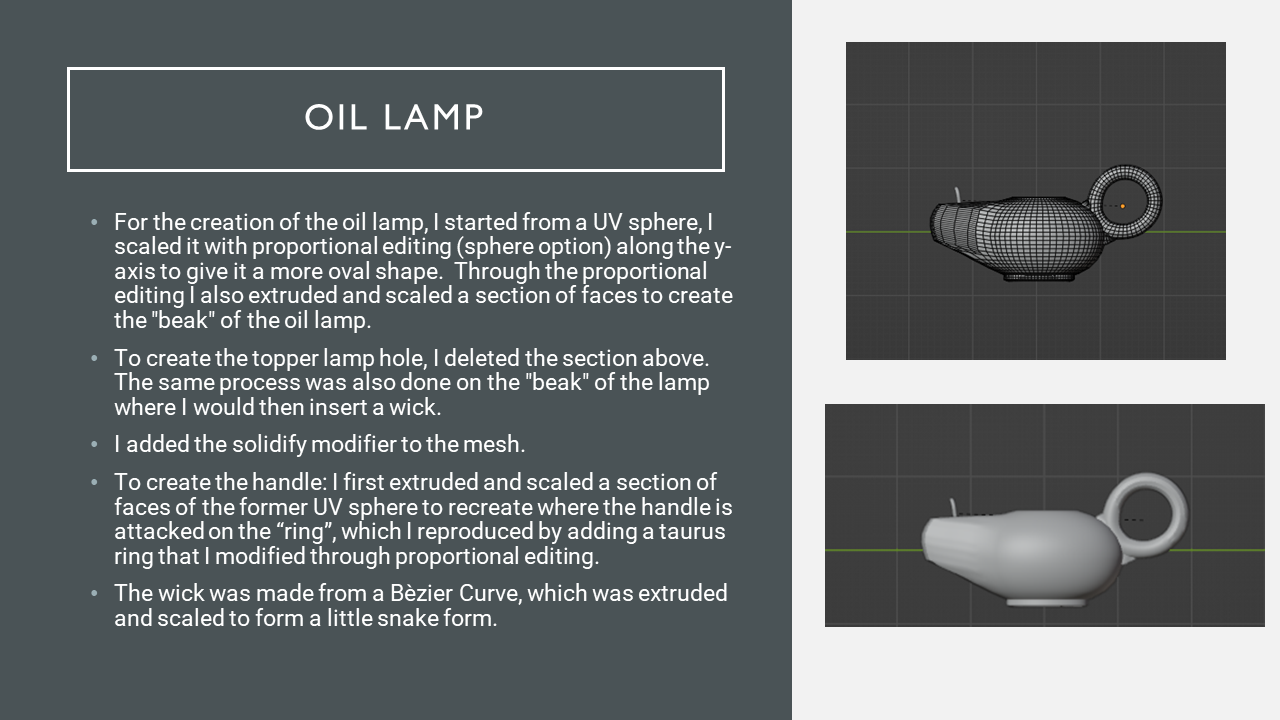 OIL LAMP
• For the creation of the oil lamp, I started from a UV sphere, I
scaled it with proportional editing (sphere option) along the y-
axis to give it a more oval shape.  Through the proportional
editing I also extruded and scaled a section of faces to create
the "beak" of the oil lamp.
• To create the topper lamp hole, I deleted the section above.
The same process was also done on the "beak" of the lamp
where I would then insert a wick.
• I added the solidify modifier to the mesh.
• To create the handle: I first extruded and scaled a section of
faces of the former UV sphere to recreate where the handle is
attacked on the “ring”, which I reproduced by adding a taurus
ring that I modified through proportional editing.
• The wick was made from a Bèzier Curve, which was extruded
and scaled to form a little snake form.